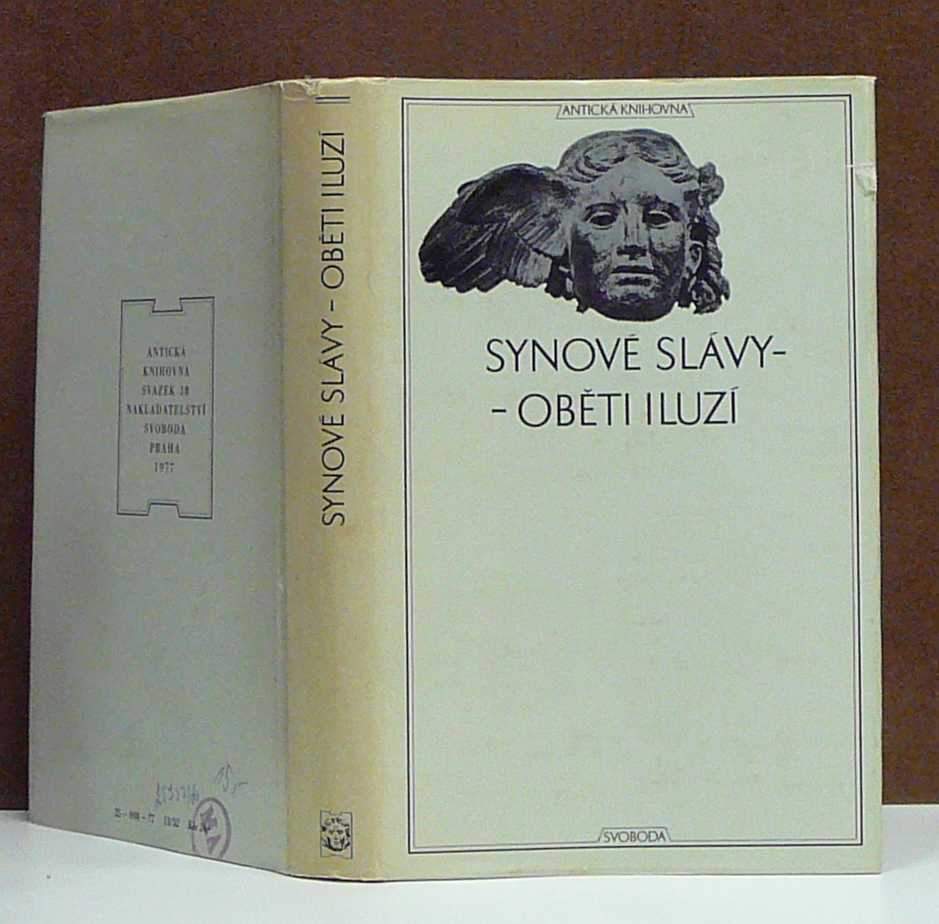 ANTICKÁ KNIHOVNA
SYNOVÉ SLÁVY-
- OBĚTI ILUZÍ
SVOBODA
SYNOVÉ SLÁVY - OBĚTI ILUZÍ
ANTICKÁ
KNIHOVNA
SVAZEK 38
NAKLADATELSTVÍ
SVOBODA
PRAHA
1977